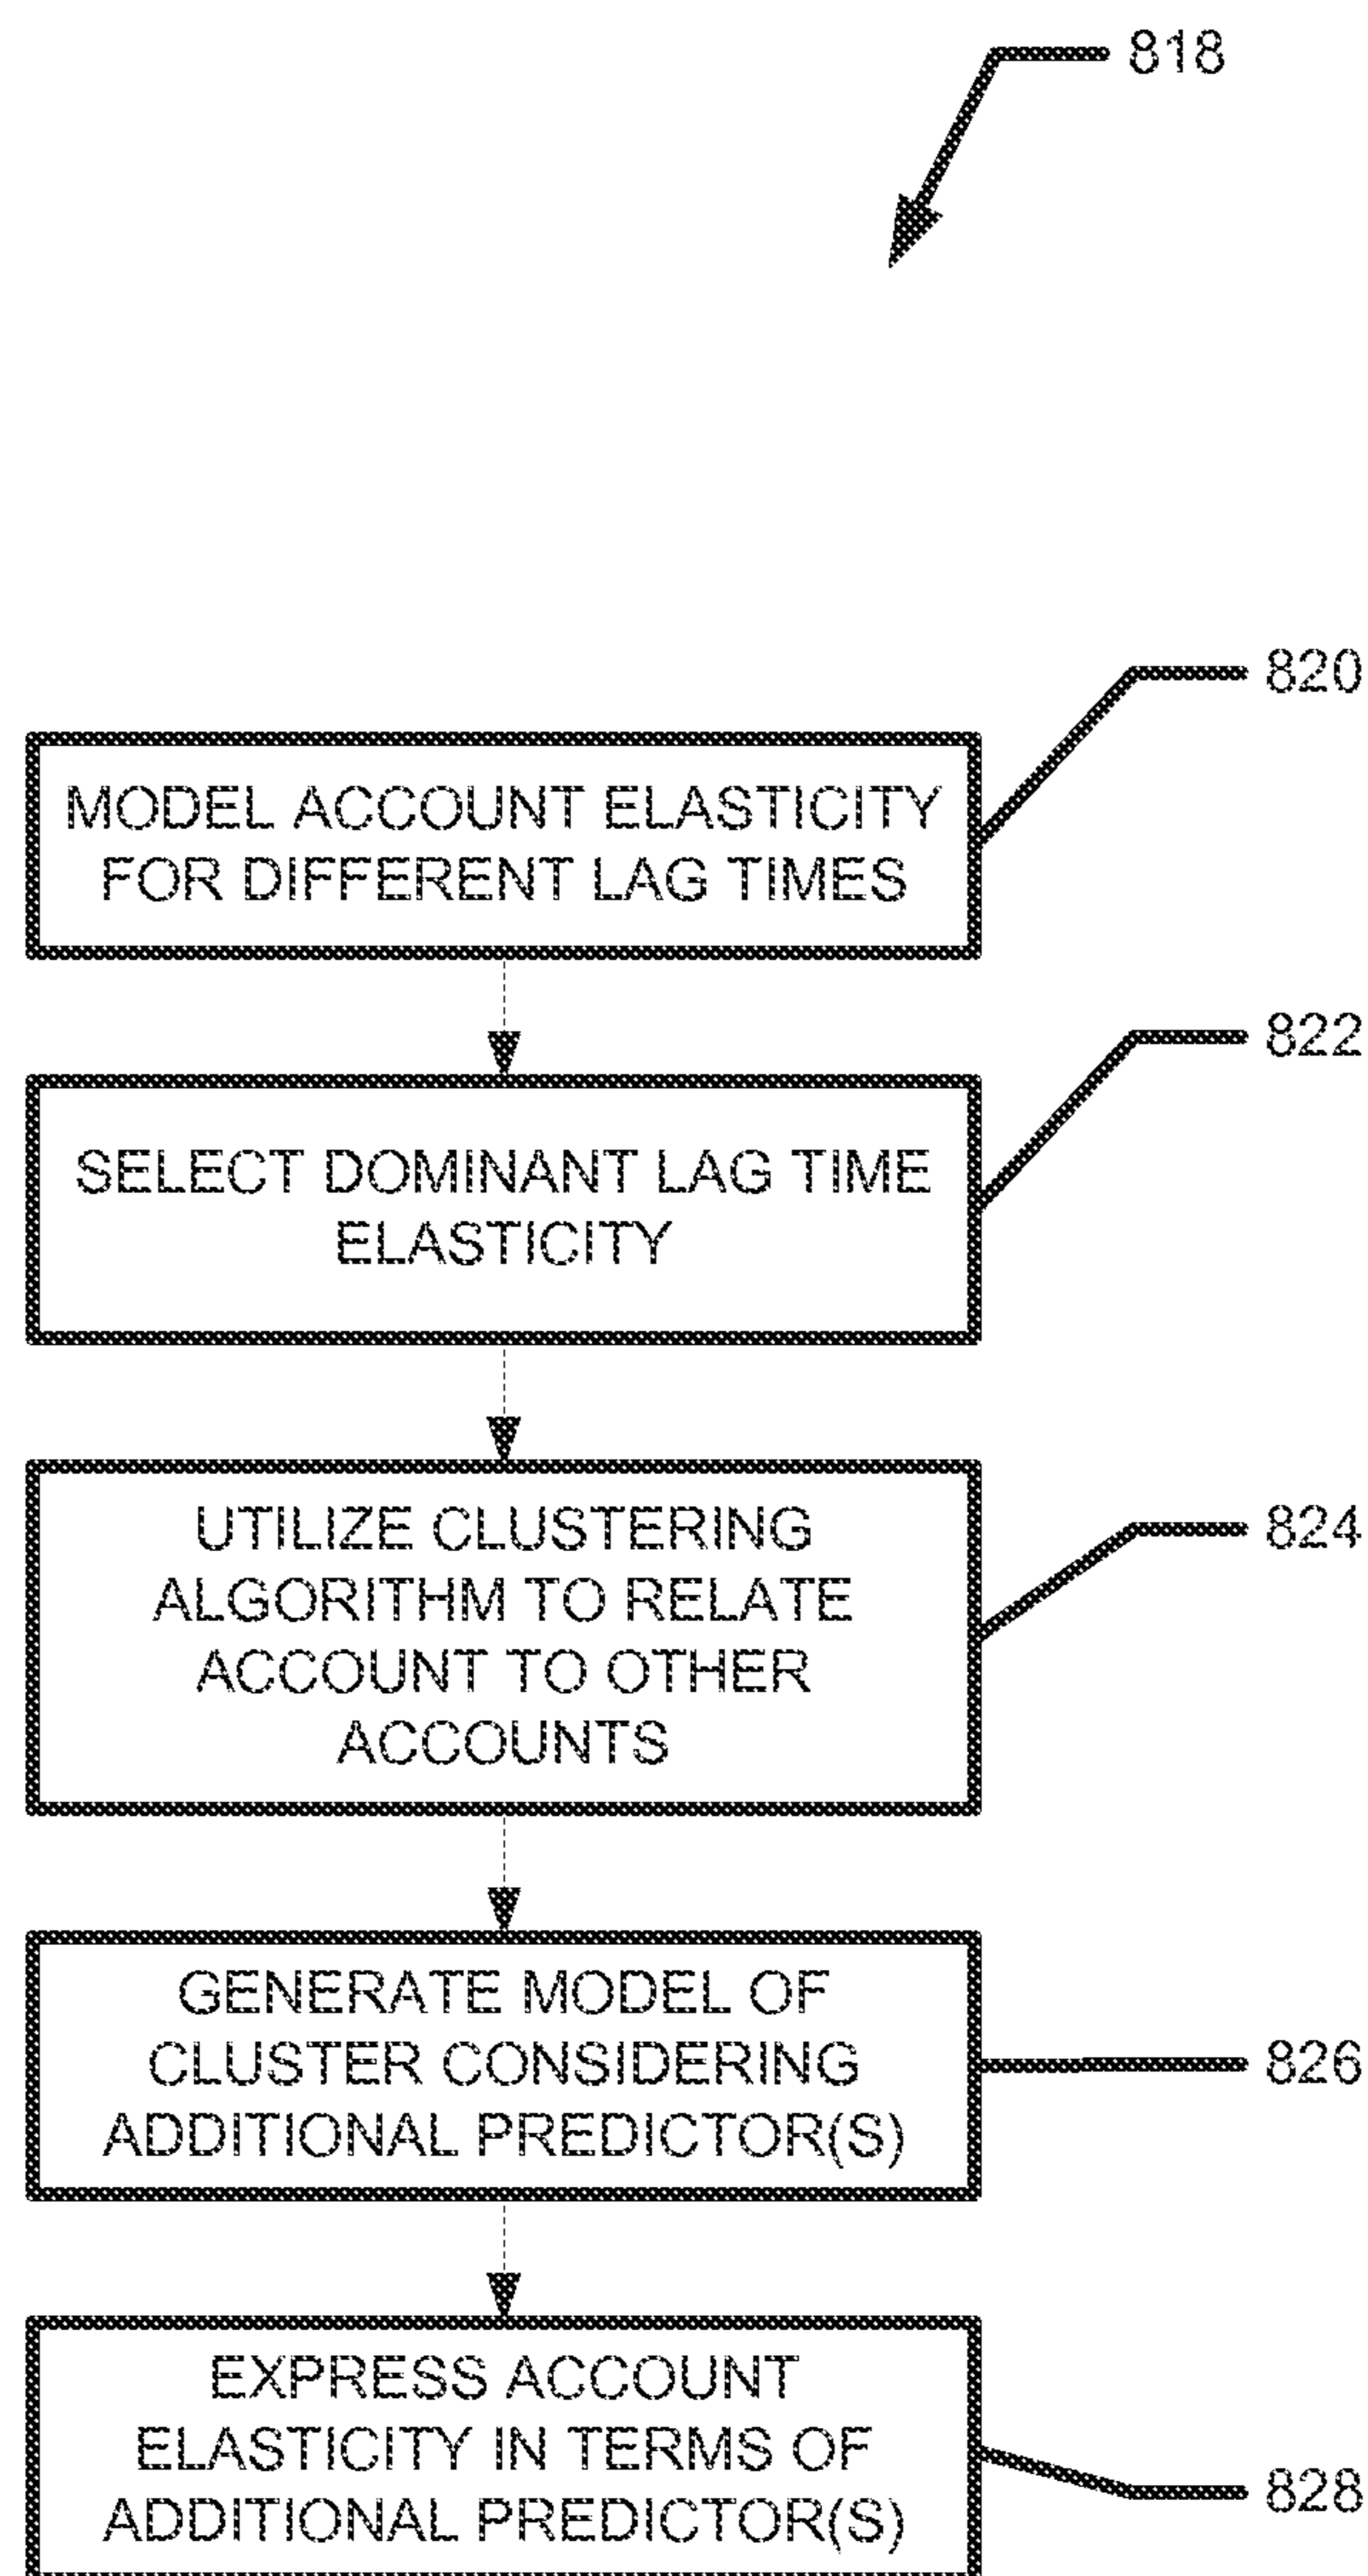 818
820
MODEL ACCOUNT ELASTICITY
FOR DIFFERENT LAG TIMES
822
SELECT DOMINANT LAG TIME
ELASTICITY
824
UTILIZE CLUSTERING
ALGORITHM TO RELATE
ACCOUNT TO OTHER
ACCOUNTS
GENERATE MODEL OF
CLUSTER CONSIDERING
ADDITIONAL PREDICTOR(S)
826
EXPRESS ACCOUNT
ELASTICITY IN TERMS OF
ADDITIONAL PREDICTOR(S)
828